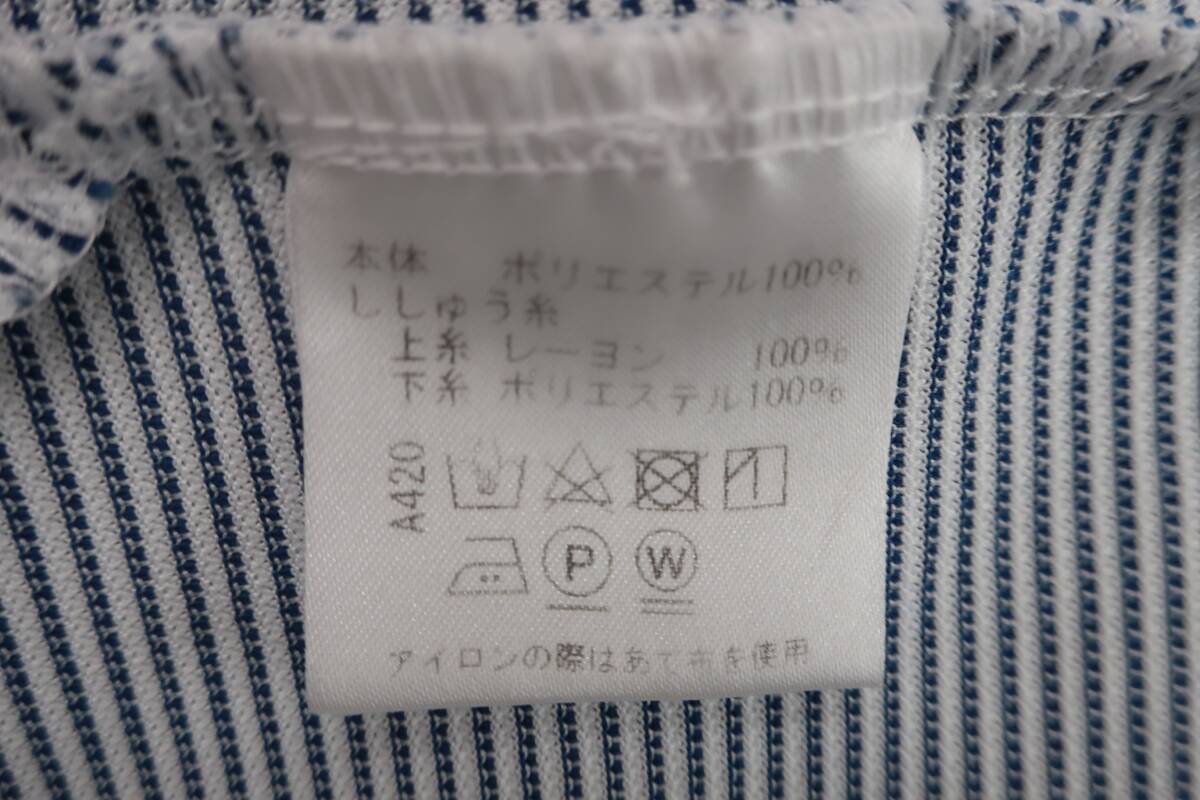 本体 ポリエステル100%
ししゅう糸
上糸 レーヨン 100%
下糸 ポリエステル100%
A420
P W
アイロンの際はあて布を使用